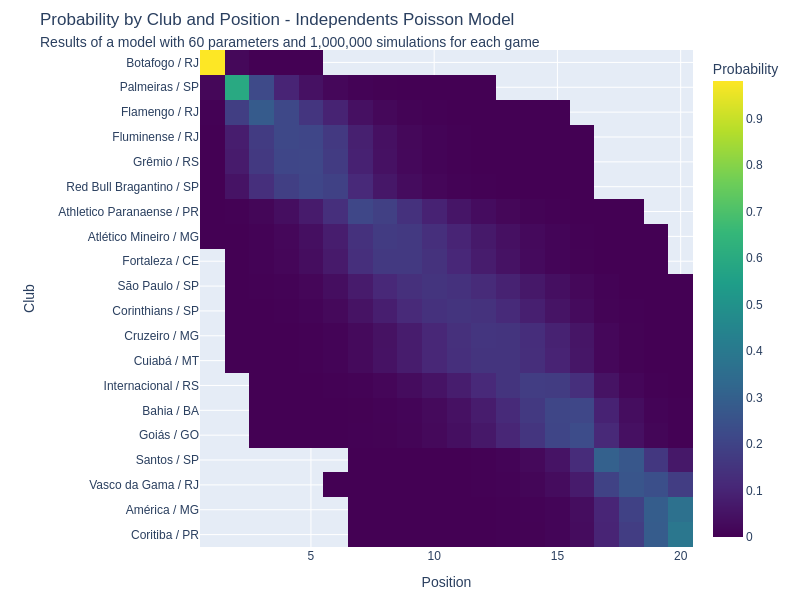 Probability by Club and Position - Independents Poisson Model
Results of a model with 60 parameters and 1,000,000 simulations for each game
Botafogo / RJ
Palmeiras / SP
Flamengo / RJ
Fluminense / RJ
Grêmio / RS
Red Bull Bragantino / SP
Athletico Paranaense / PR
Atlético Mineiro / MG
Fortaleza / CE
São Paulo / SP
Corinthians / SP
Cruzeiro / MG
Cuiabá / MT
Internacional / RS
Bahia / BA
Goiás / GO
Santos / SP
Vasco da Gama / RJ
América / MG
Coritiba / PR
Club
5
10
15
20
Position
Probability
0.9
0.8
0.7
0.6
0.5
0.4
0.3
0.2
0.1
0